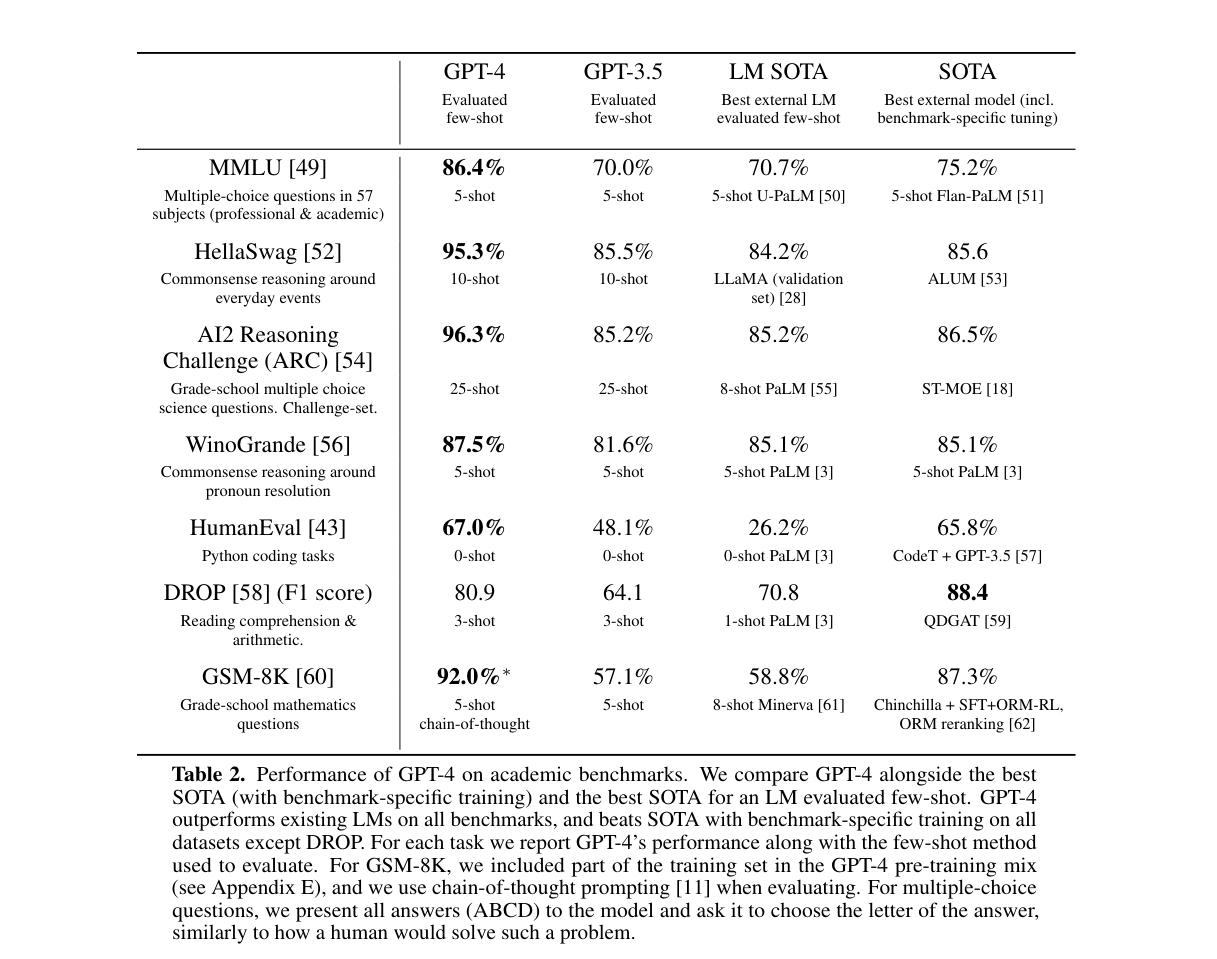 GPT-4 GPT-3.5 LM SOTA SOTA
Evaluated Evaluated Best external LM Best external model (incl.
few-shot few-shot evaluated few-shot benchmark-specific tuning)
MMLU [49] 86.4% 70.0% 70.7% 75.2%
Multiple-choice questions in 57 5-shot 5-shot 5-shot U-PaLM [50] 5-shot Flan-PaLM [51]
subjects (professional & academic)
HellaSwag [52] 95.3% 85.5% 84.2% 85.6
Commonsense reasoning around 10-shot 10-shot LLaMA (validation ALUM [53]
everyday events set) [28]
AI2 Reasoning 96.3% 85.2% 85.2% 86.5%
Challenge (ARC) [54]
Grade-school multiple choice 25-shot 25-shot 8-shot PaLM [55] ST-MOE [18]
science questions. Challenge-set.
WinoGrande [56] 87.5% 81.6% 85.1% 85.1%
Commonsense reasoning around 5-shot 5-shot 5-shot PaLM [3] 5-shot PaLM [3]
pronoun resolution
HumanEval [43] 67.0% 48.1% 26.2% 65.8%
Python coding tasks 0-shot 0-shot 0-shot PaLM [3] CodeT + GPT-3.5 [57]
DROP [58] (F1 score) 80.9 64.1 70.8 88.4
Reading comprehension & 3-shot 3-shot 1-shot PaLM [3] QDGAT [59]
arithmetic.
GSM-8K [60] 92.0%* 57.1% 58.8% 87.3%
Grade-school mathematics 5-shot 5-shot 8-shot Minerva [61] Chinchilla + SFT+ORM-RL,
questions chain-of-thought ORM reranking [62]
Table 2. Performance of GPT-4 on academic benchmarks. We compare GPT-4 alongside the best
SOTA (with benchmark-specific training) and the best SOTA for an LM evaluated few-shot. GPT-4
outperforms existing LMs on all benchmarks, and beats SOTA with benchmark-specific training on all
datasets except DROP. For each task we report GPT-4's performance along with the few-shot method
used to evaluate. For GSM-8K, we included part of the training set in the GPT-4 pre-training mix
(see Appendix E), and we use chain-of-thought prompting [11] when evaluating. For multiple-choice
questions, we present all answers (ABCD) to the model and ask it to choose the letter of the answer,
similarly to how a human would solve such a problem.